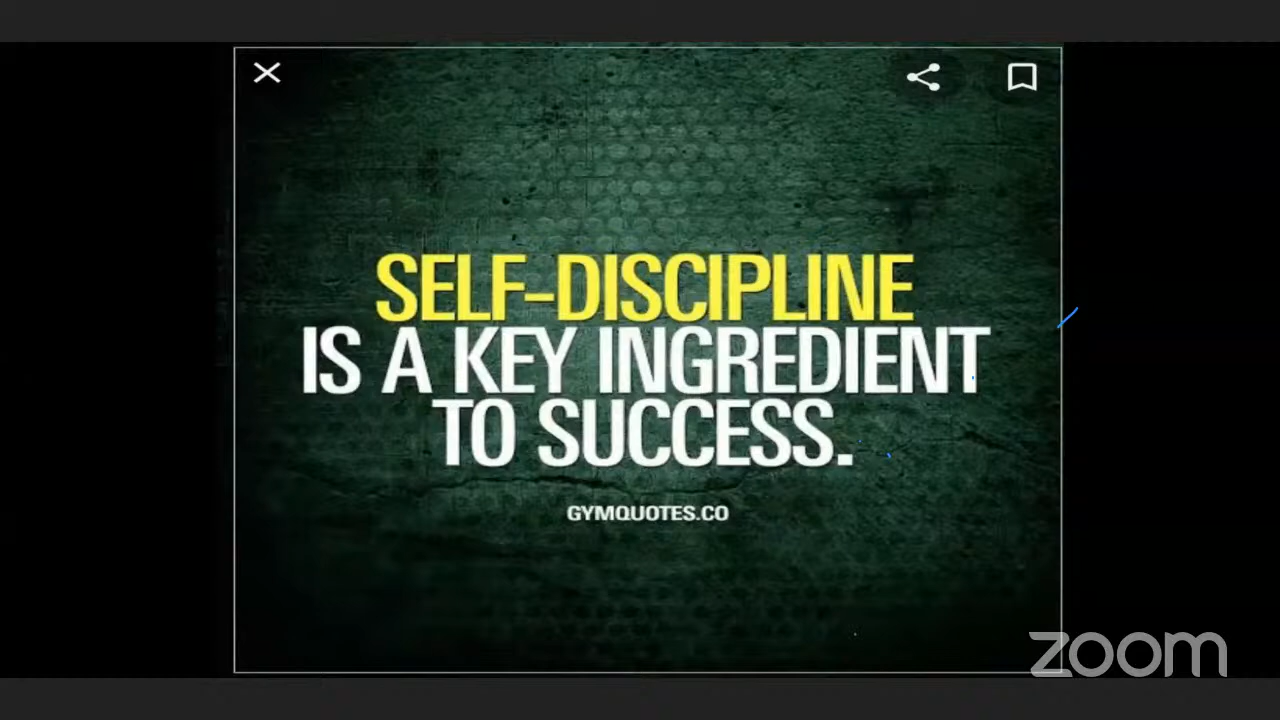 SELF-DISCIPLINE
IS A KEY INGREDIENT
TO SUCCESS.
GYMQUOTES.CO
zoom